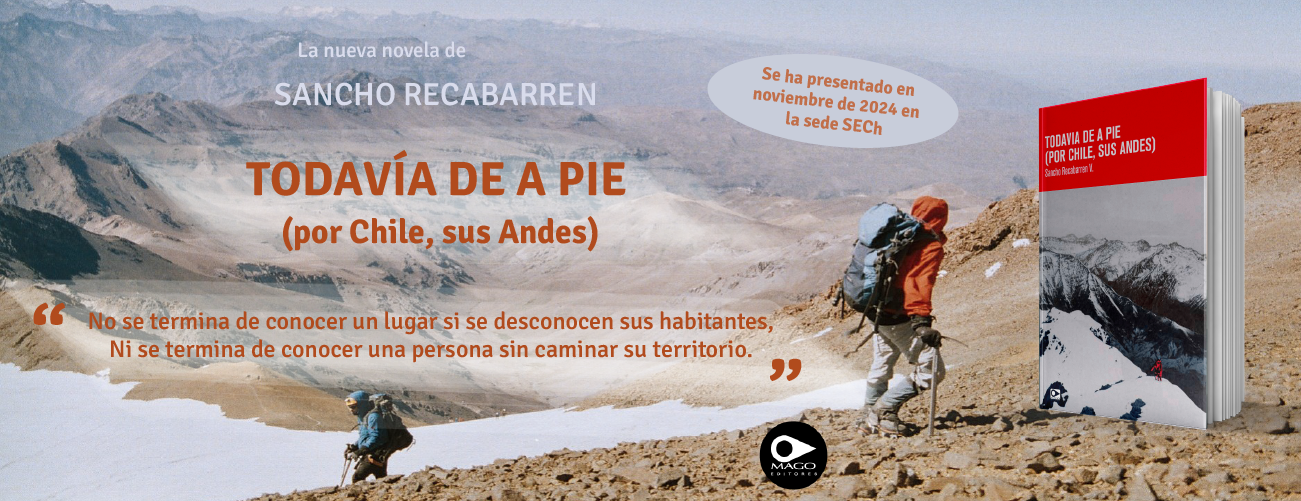 La nueva novela de
SANCHO RECABARREN
TODAVÍA DE A PIE
(por Chile, sus Andes)
“ No se termina de conocer un lugar si se desconocen sus habitantes,
Ni se termina de conocer una persona sin caminar su territorio. ”
Se ha presentado en
noviembre de 2024 en
la sede SECh
TODAVIA DE A PIE
(POR CHILE, SUS ANDES)
Sancho Recabarren V.
MAGO
EDITORES